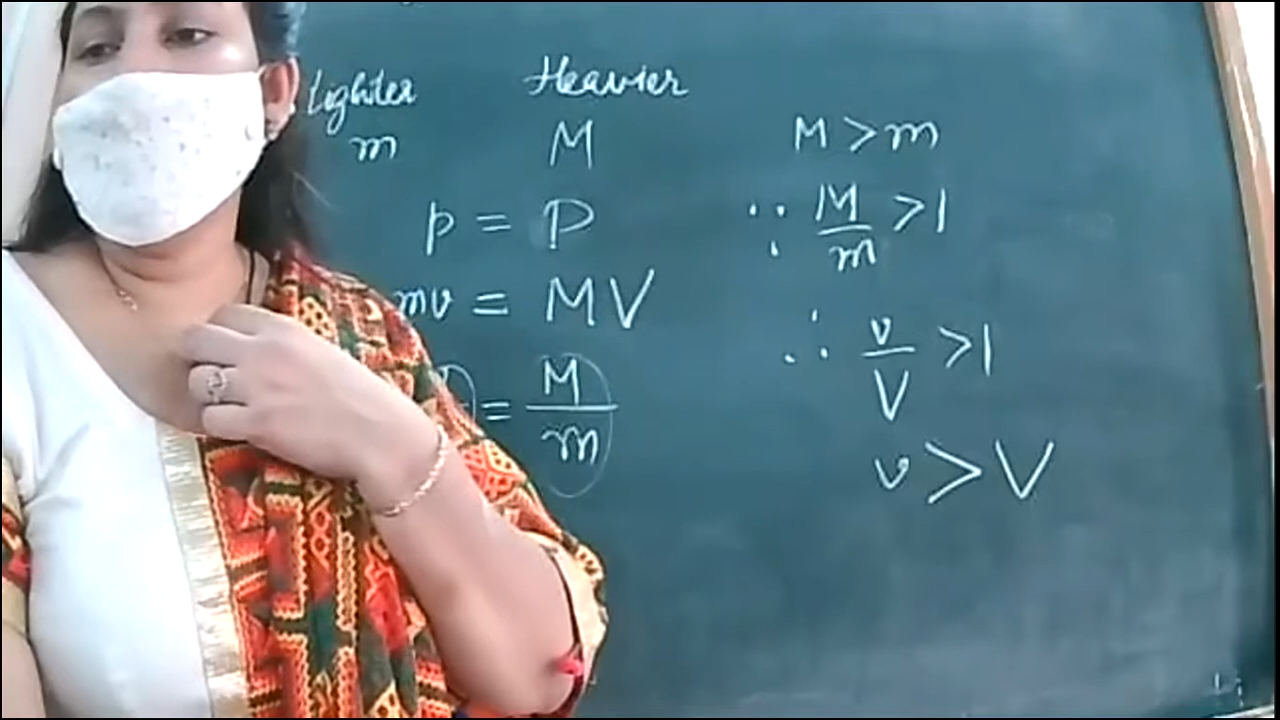 Lighter Heavier
m M
p = P
mv = MV
= M/m
M > m
∵ M/m > 1
∴ v/V > 1
v > V